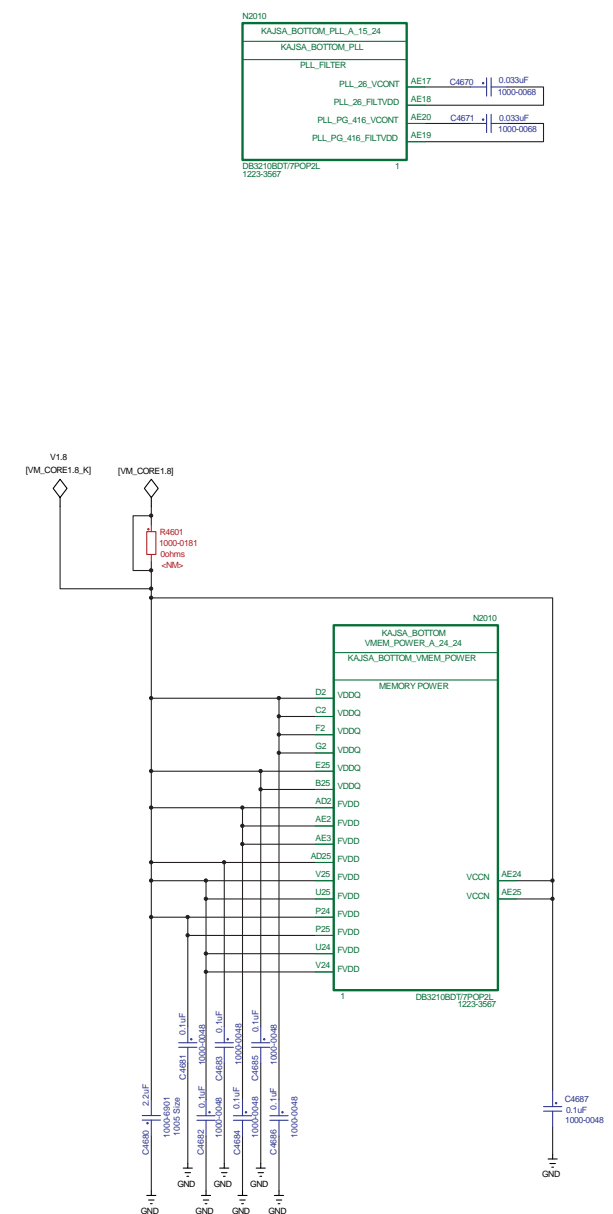 N2010
KAJSA_BOTTOM_PLL_A_15_24
KAJSA_BOTTOM_PLL
PLL_FILTER
PLL_26_VCONT AE17 C4670 0.033uF
1000-0068
PLL_26_FILTVDD AE18
PLL_PG_416_VCONT AE20 C4671 0.033uF
1000-0068
PLL_PG_416_FILTVDD AE19
DB3210BDT/7POP2L 1
1223-3567
V1.8
[VM_CORE1.8_K] [VM_CORE1.8]
R4601
1000-0181
0ohms
<NM>
N2010
KAJSA_BOTTOM
VMEM_POWER_A_24_24
KAJSA_BOTTOM_VMEM_POWER
MEMORY POWER
D2 VDDQ
C2 VDDQ
F2 VDDQ
G2 VDDQ
E25 VDDQ
B25 VDDQ
AD2 FVDD
AE2 FVDD
AE3 FVDD
AD25 FVDD
V25 FVDD VCCN AE24
U25 FVDD VCCN AE25
P24 FVDD
P25 FVDD
U24 FVDD
V24 FVDD
1 DB3210BDT/7POP2L
1223-3567
C4681 0.1uF 1000-0048
C4683 0.1uF 1000-0048
C4685 0.1uF 1000-0048
C4680 2.2uF 1000-6901 1005 Size
C4682 0.1uF 1000-0048
C4684 0.1uF 1000-0048
C4686 0.1uF 1000-0048
C4687
0.1uF
1000-0048
GND
GND GND GND
GND GND GND GND